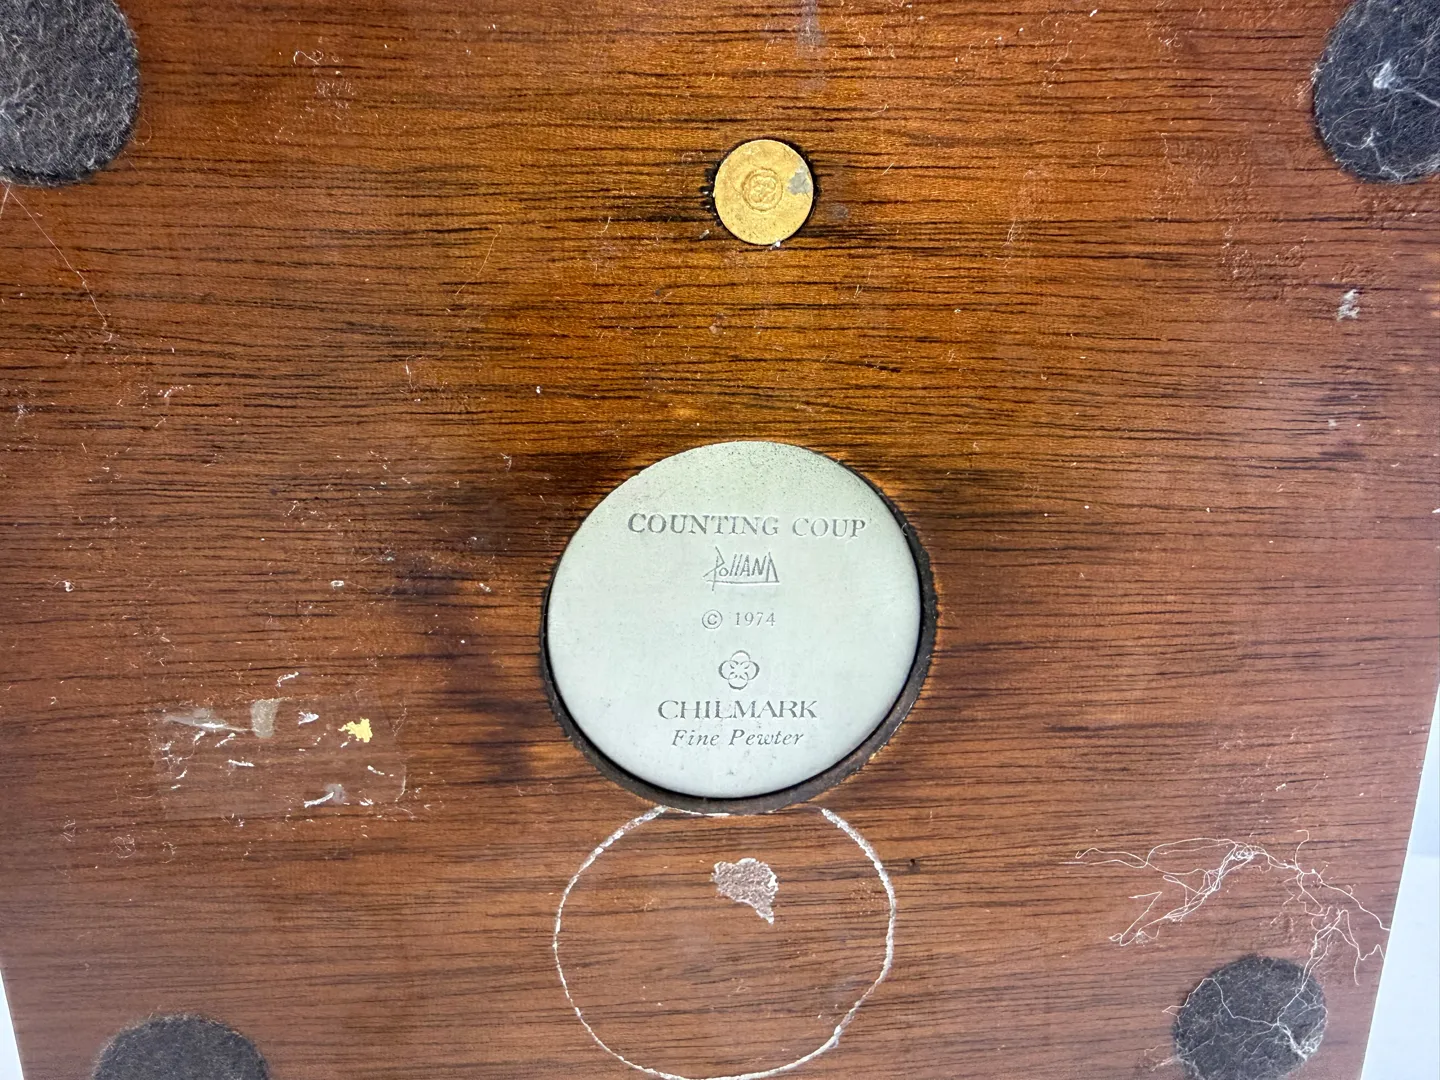 COUNTING COUP
Polland
© 1974
CHILMARK
Fine Pewter